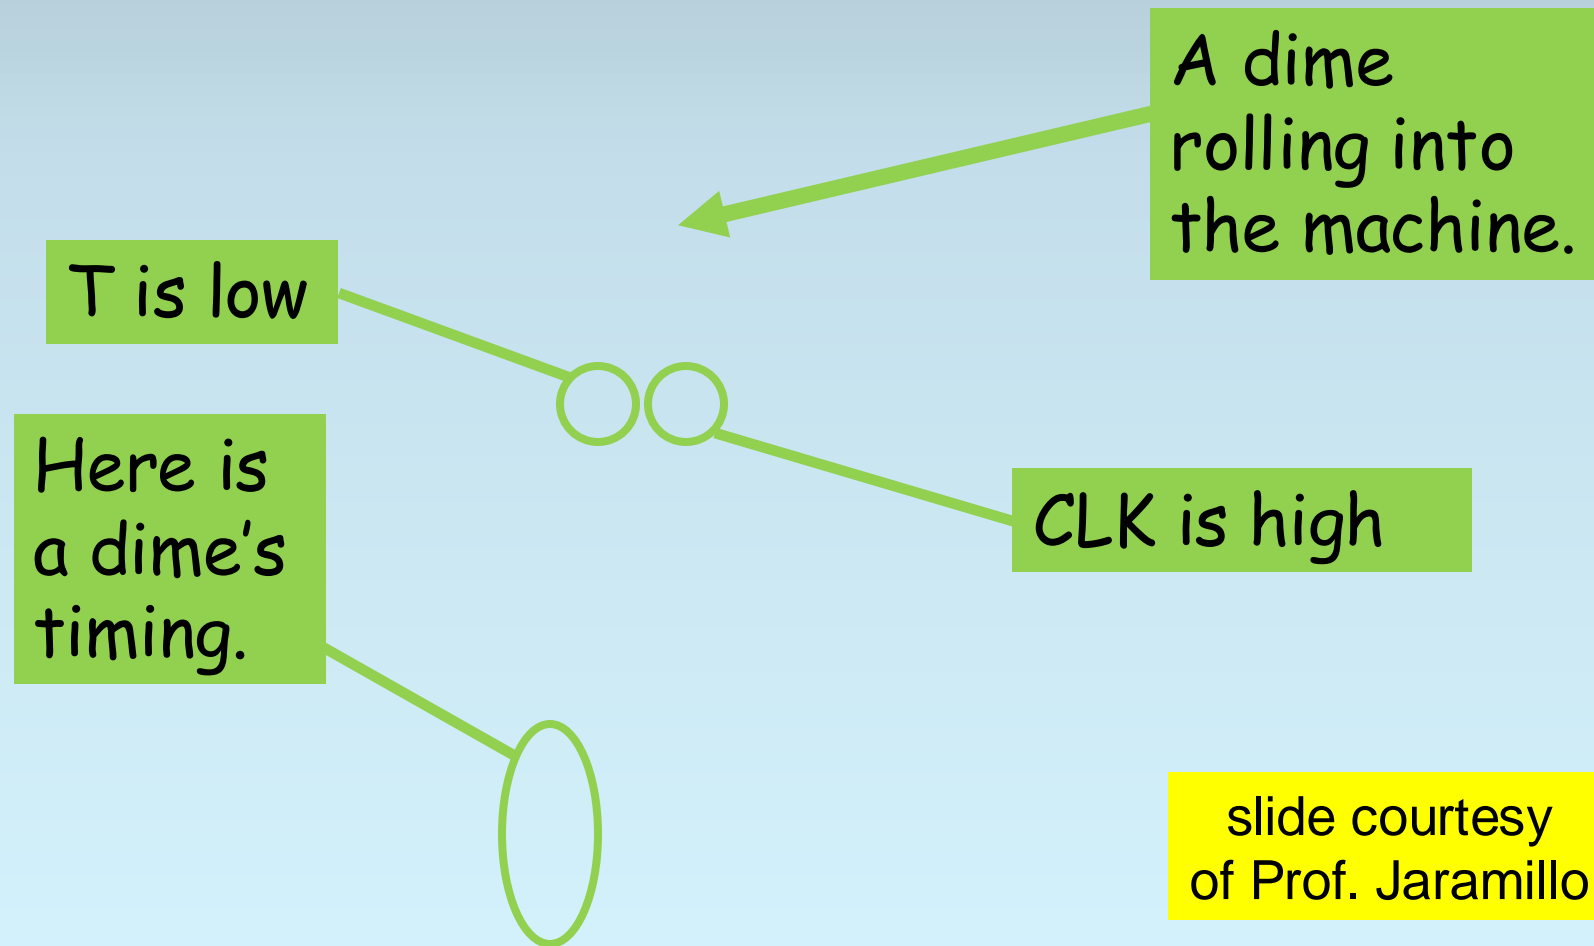 A dime
rolling into
the machine.
T is low
Here is
a dime’s
timing.
CLK is high
slide courtesy
of Prof. Jaramillo